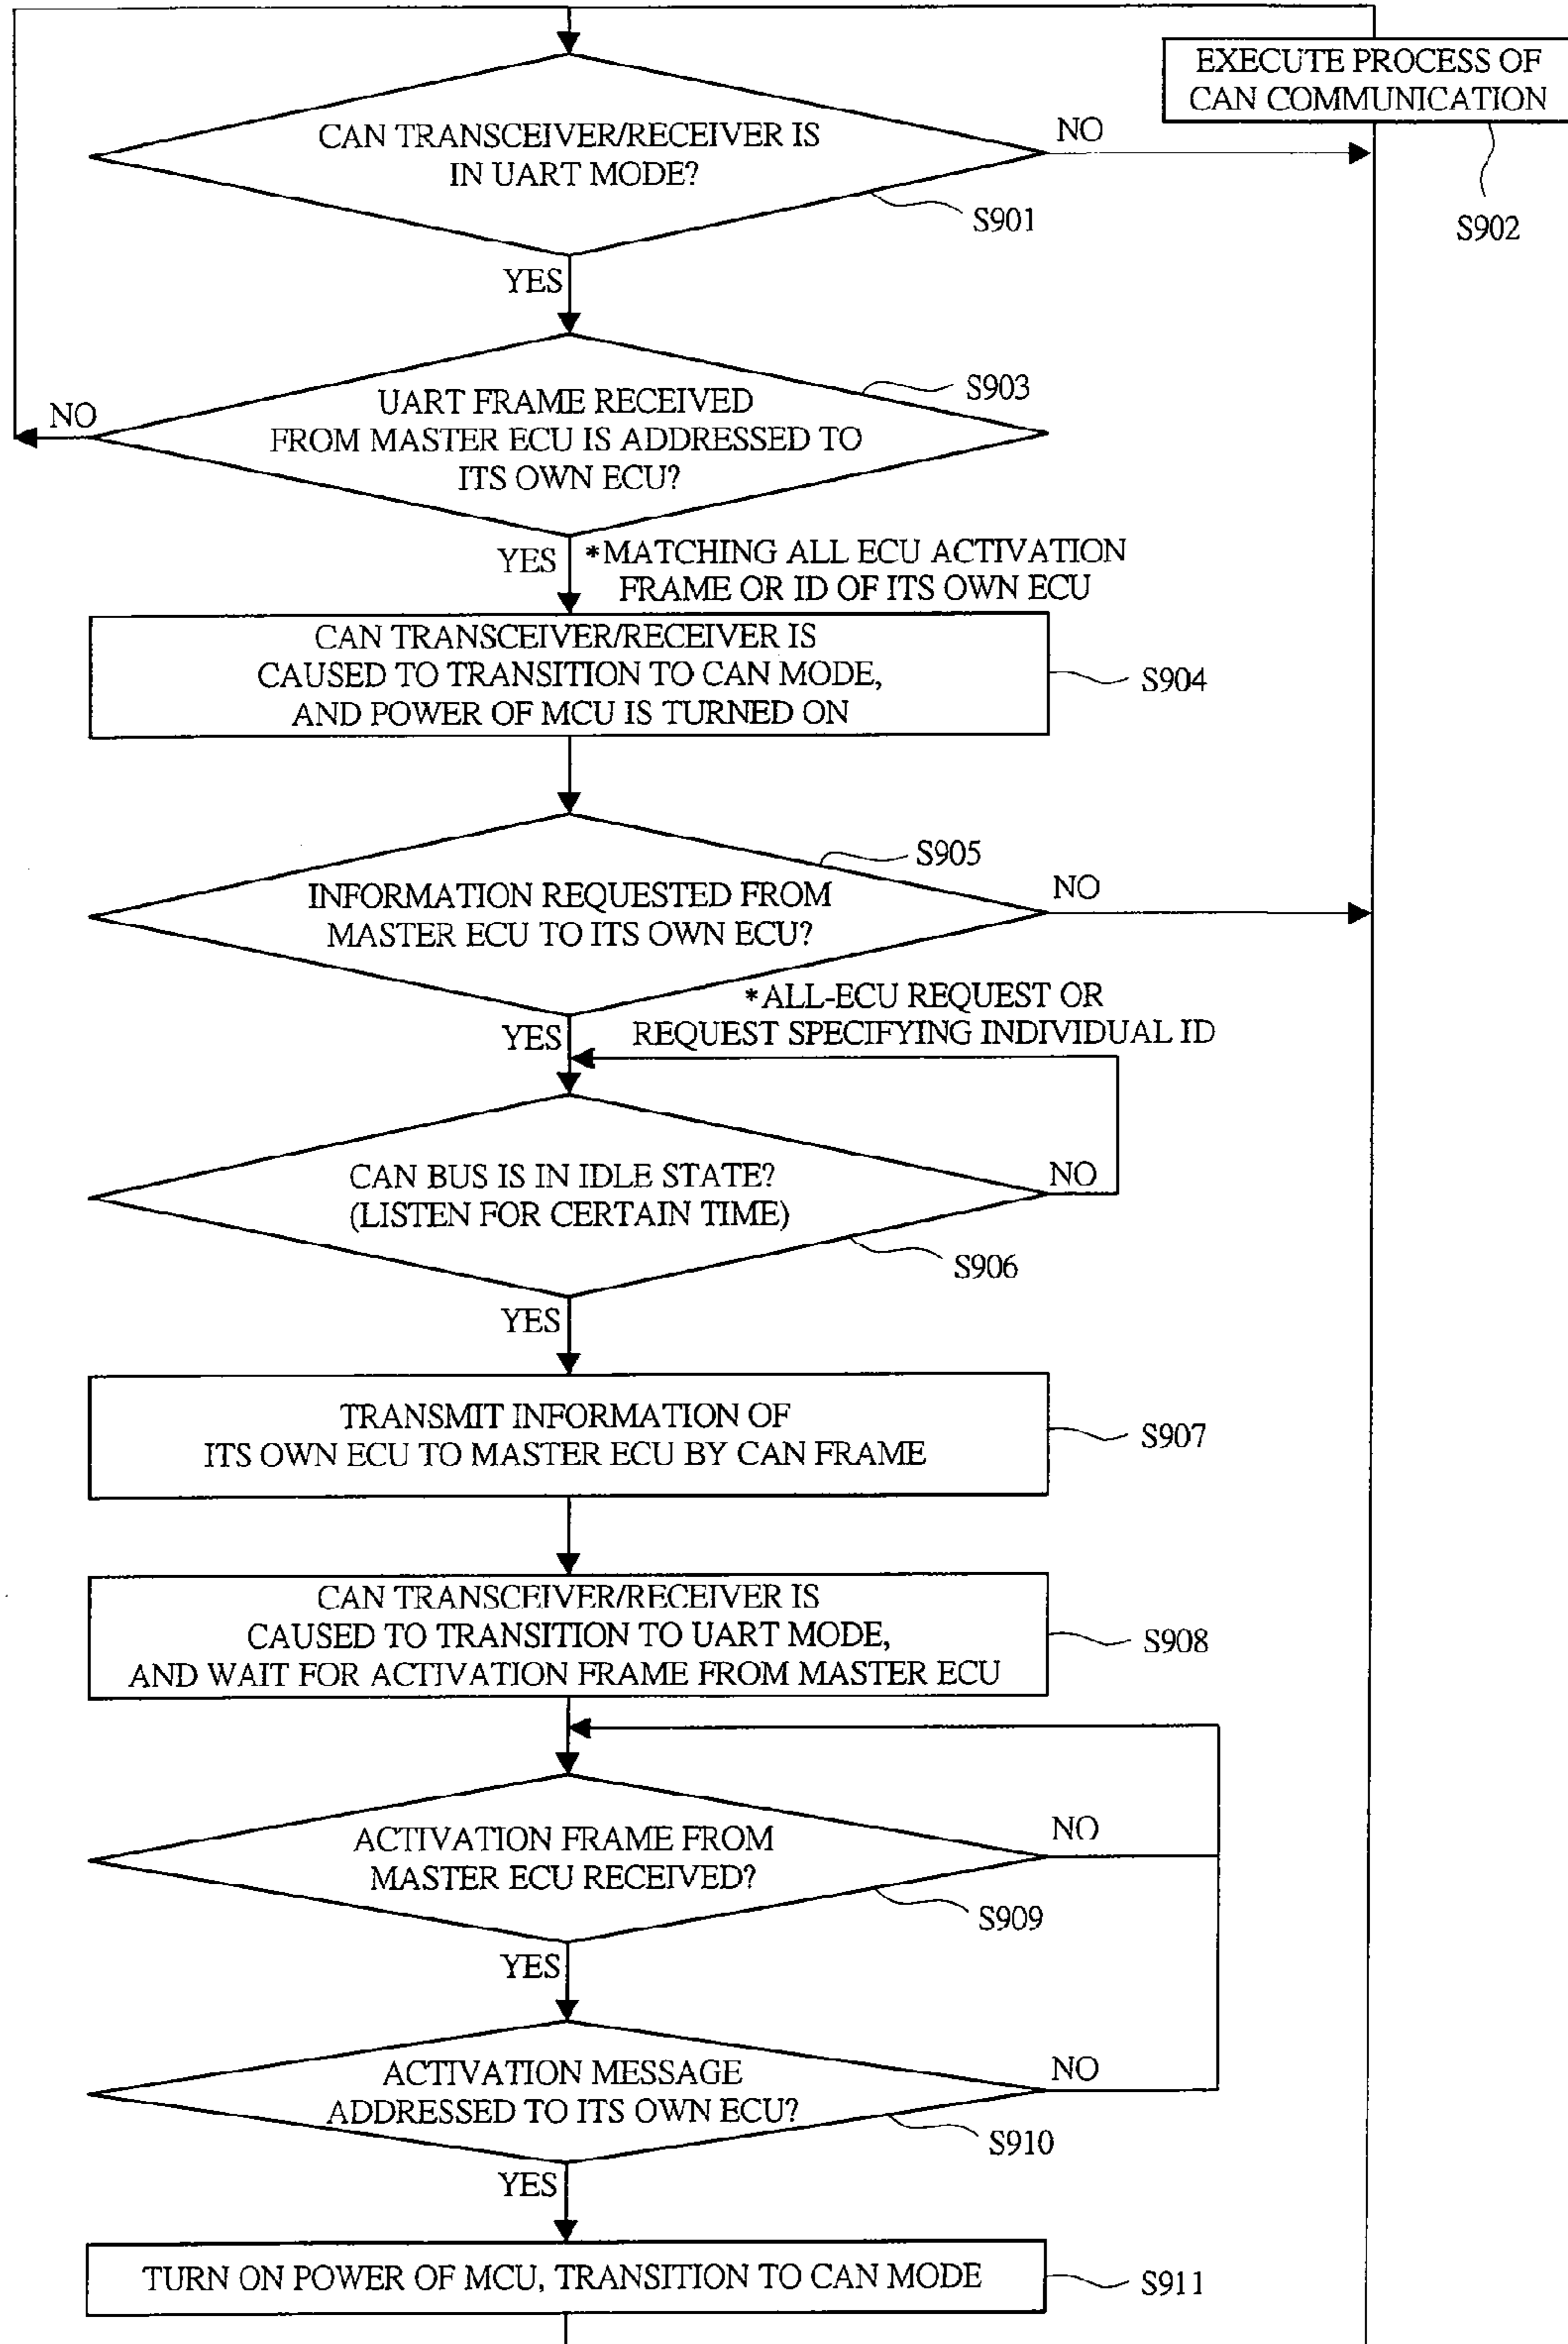 EXECUTE PROCESS OF
CAN COMMUNICATION
S902
CAN TRANSCEIVER/RECEIVER IS
IN UART MODE?
NO
S901
YES
UART FRAME RECEIVED
FROM MASTER ECU IS ADDRESSED TO
ITS OWN ECU?
S903
NO
YES
*MATCHING ALL ECU ACTIVATION
FRAME OR ID OF ITS OWN ECU
CAN TRANSCEIVER/RECEIVER IS
CAUSED TO TRANSITION TO CAN MODE,
AND POWER OF MCU IS TURNED ON
S904
S905
INFORMATION REQUESTED FROM
MASTER ECU TO ITS OWN ECU?
NO
YES
*ALL-ECU REQUEST OR
REQUEST SPECIFYING INDIVIDUAL ID
CAN BUS IS IN IDLE STATE?
(LISTEN FOR CERTAIN TIME)
NO
S906
YES
TRANSMIT INFORMATION OF
ITS OWN ECU TO MASTER ECU BY CAN FRAME
S907
CAN TRANSCEIVER/RECEIVER IS
CAUSED TO TRANSITION TO UART MODE,
AND WAIT FOR ACTIVATION FRAME FROM MASTER ECU
S908
ACTIVATION FRAME FROM
MASTER ECU RECEIVED?
NO
S909
YES
ACTIVATION MESSAGE
ADDRESSED TO ITS OWN ECU?
NO
S910
YES
TURN ON POWER OF MCU, TRANSITION TO CAN MODE
S911